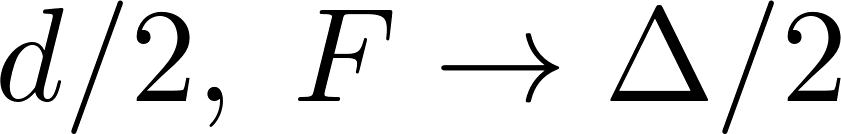 d/2, F → Δ/2